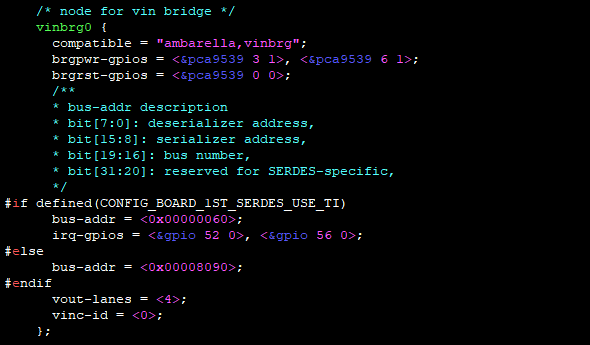 /* node for vin bridge */
vinbrg0 {
compatible = "ambarella,vinbrg";
brgpwr-gpios = <&pca9539 3 1>, <&pca9539 6 1>;
brgrst-gpios = <&pca9539 0 0>;
/**
* bus-addr description
* bit[7:0]: deserializer address,
* bit[15:8]: serializer address,
* bit[19:16]: bus number,
* bit[31:20]: reserved for SERDES-specific,
*/
#if defined(CONFIG_BOARD_1ST_SERDES_USE_TI)
bus-addr = <0x00000060>;
irq-gpios = <&gpio 52 0>, <&gpio 56 0>;
#else
bus-addr = <0x00008090>;
#endif
vout-lanes = <4>;
vinc-id = <0>;
};